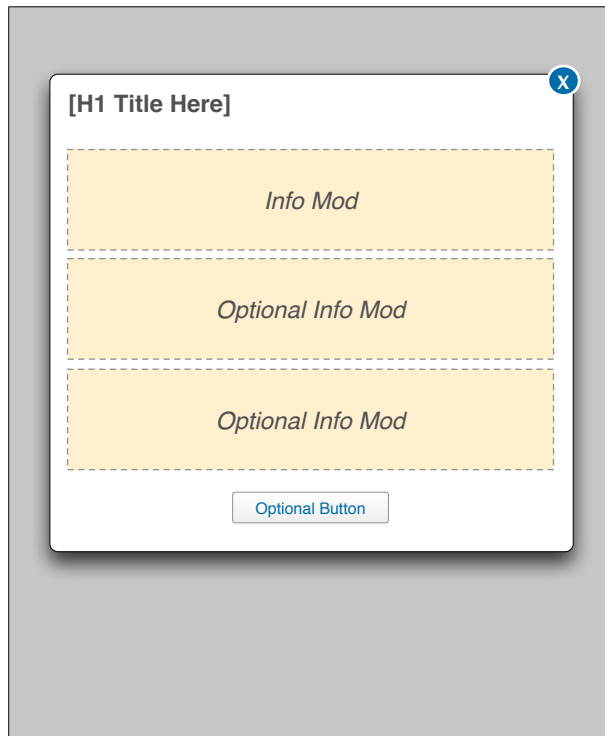 X
[H1 Title Here]
Info Mod
Optional Info Mod
Optional Info Mod
Optional Button